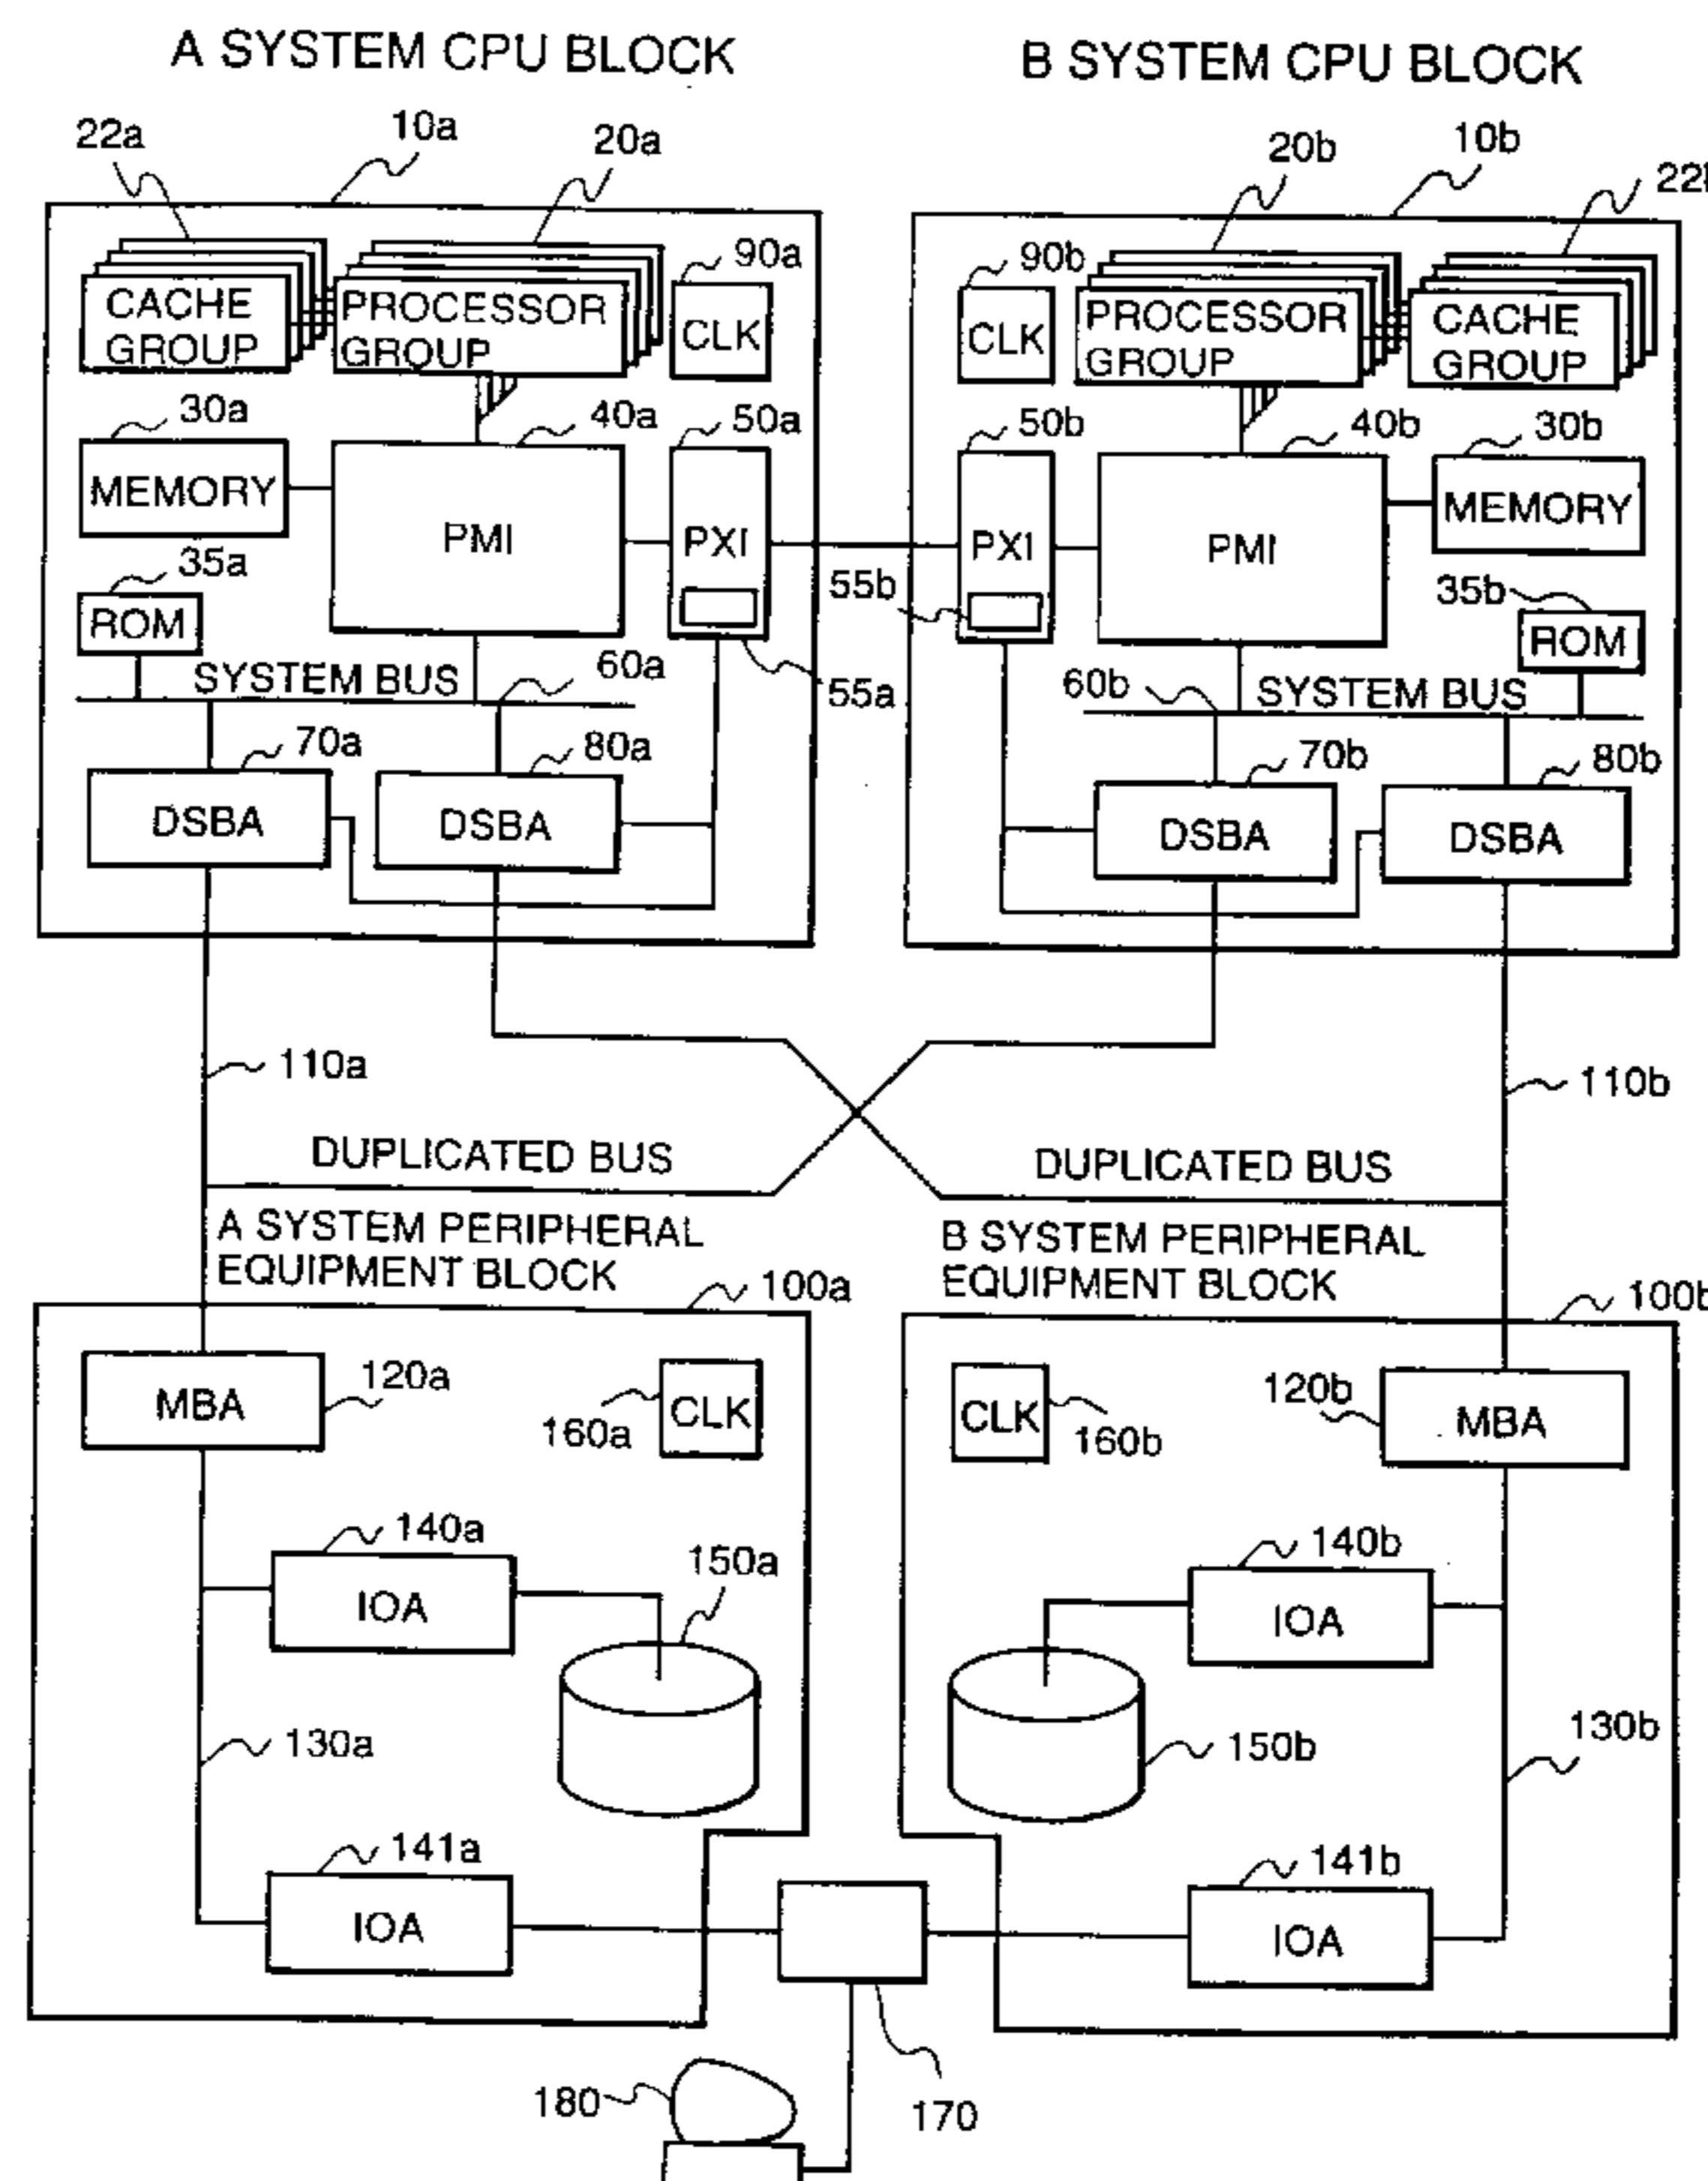 A SYSTEM CPU BLOCK
B SYSTEM CPU BLOCK
22a
10a
20a
20b
10b
22b
CACHE GROUP
PROCESSOR GROUP
90a
CLK
90b
CLK
PROCESSOR GROUP
CACHE GROUP
30a
MEMORY
40a
PMI
50a
PXI
50b
PXI
40b
PMI
30b
MEMORY
35a
ROM
55b
35b
ROM
SYSTEM BUS
60a
55a
60b
SYSTEM BUS
70a
DSBA
80a
DSBA
70b
DSBA
80b
DSBA
110a
110b
DUPLICATED BUS
DUPLICATED BUS
A SYSTEM PERIPHERAL
EQUIPMENT BLOCK
B SYSTEM PERIPHERAL
EQUIPMENT BLOCK
100a
100b
MBA
120a
160a
CLK
CLK
160b
120b
MBA
140a
IOA
150a
140b
IOA
130a
150b
130b
141a
IOA
141b
IOA
180
170